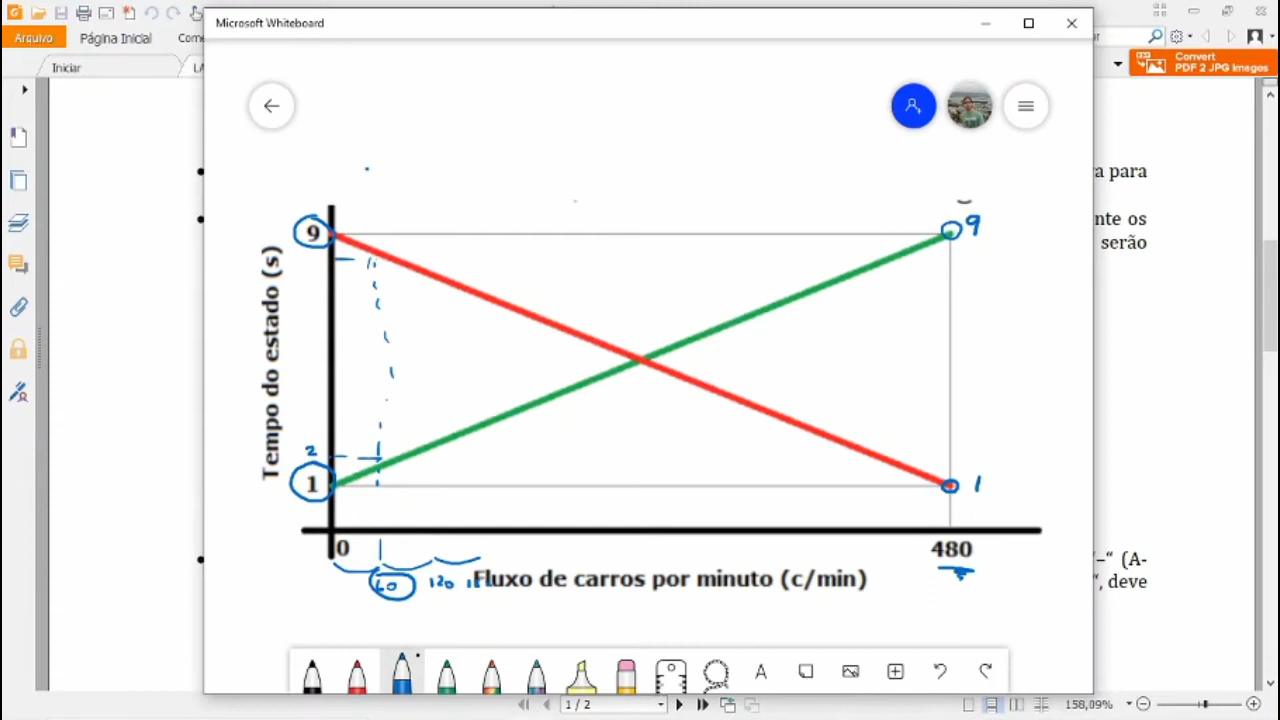 Microsoft Whiteboard
Arquivo
Página Inicial
Iniciar
Convert
PDF 2 JPG Images
a para
nte os
serão
9
9
Tempo do estado (s)
2
1
1
0
480
60
120
Fluxo de carros por minuto (c/min)
“–“ (A-
“, deve
A
1 / 2
158,09%